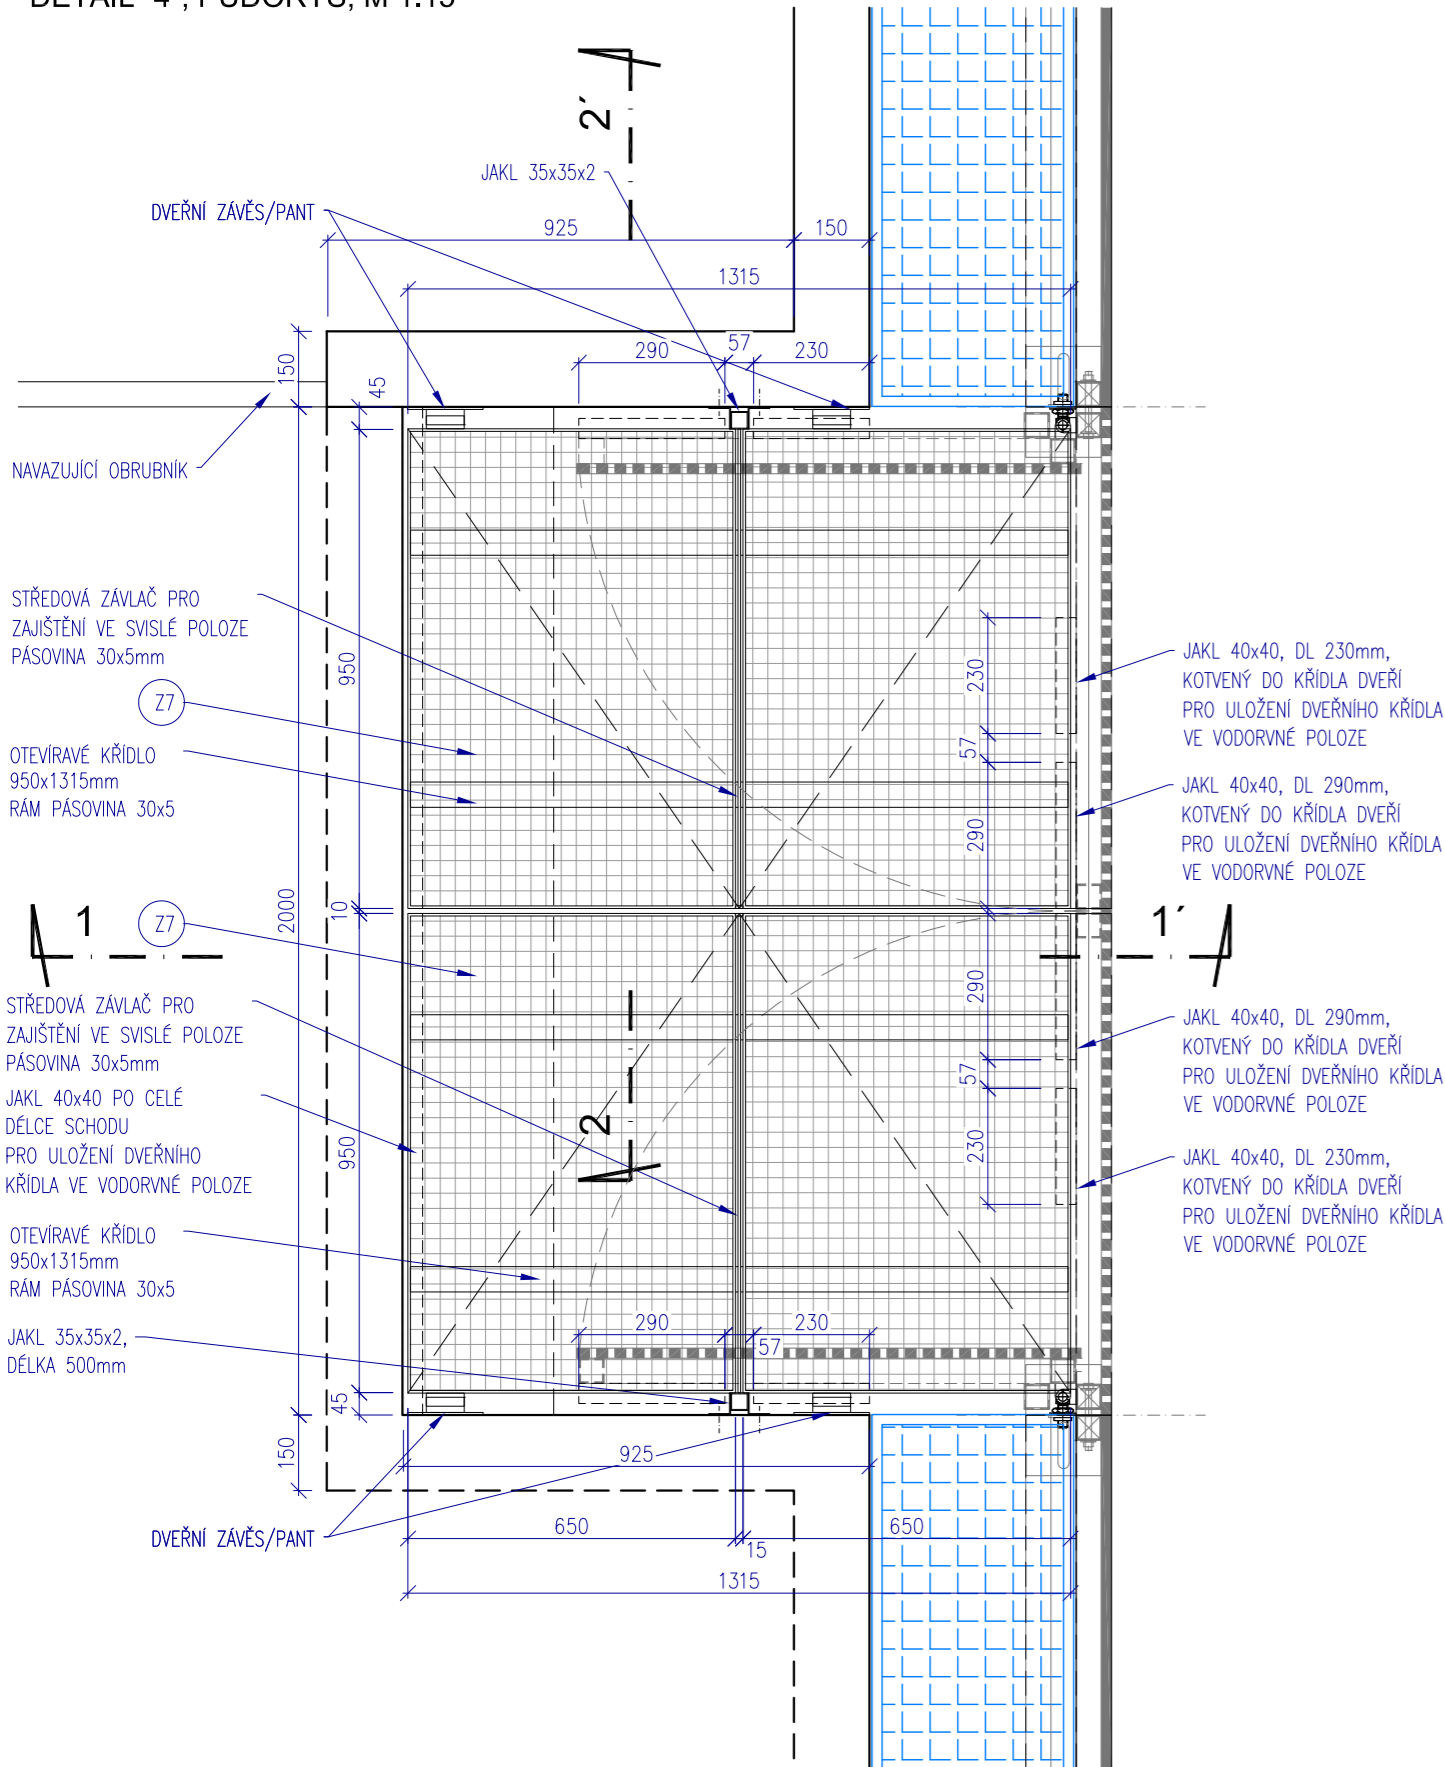 2´
JAKL 35x35x2
DVEŘNÍ ZÁVĚS/PANT
925
150
1315
290
57
230
150
45
NAVAZUJÍCÍ OBRUBNÍK
STŘEDOVÁ ZÁVLAČ PRO
ZAJIŠTĚNÍ VE SVISLÉ POLOZE
PÁSOVINA 30x5mm
Z7
OTEVÍRAVÉ KŘÍDLO
950x1315mm
RÁM PÁSOVINA 30x5
950
230
57
290
JAKL 40x40, DL 230mm,
KOTVENÝ DO KŘÍDLA DVEŘÍ
PRO ULOŽENÍ DVEŘNÍHO KŘÍDLA
VE VODORVNÉ POLOZE
JAKL 40x40, DL 290mm,
KOTVENÝ DO KŘÍDLA DVEŘÍ
PRO ULOŽENÍ DVEŘNÍHO KŘÍDLA
VE VODORVNÉ POLOZE
2000
10
1
1´
Z7
STŘEDOVÁ ZÁVLAČ PRO
ZAJIŠTĚNÍ VE SVISLÉ POLOZE
PÁSOVINA 30x5mm
JAKL 40x40 PO CELÉ
DÉLCE SCHODU
PRO ULOŽENÍ DVEŘNÍHO
KŘÍDLA VE VODORVNÉ POLOZE
OTEVÍRAVÉ KŘÍDLO
950x1315mm
RÁM PÁSOVINA 30x5
JAKL 35x35x2,
DÉLKA 500mm
950
2
290
57
230
JAKL 40x40, DL 290mm,
KOTVENÝ DO KŘÍDLA DVEŘÍ
PRO ULOŽENÍ DVEŘNÍHO KŘÍDLA
VE VODORVNÉ POLOZE
JAKL 40x40, DL 230mm,
KOTVENÝ DO KŘÍDLA DVEŘÍ
PRO ULOŽENÍ DVEŘNÍHO KŘÍDLA
VE VODORVNÉ POLOZE
290
57
230
45
150
925
DVEŘNÍ ZÁVĚS/PANT
650
15
650
1315